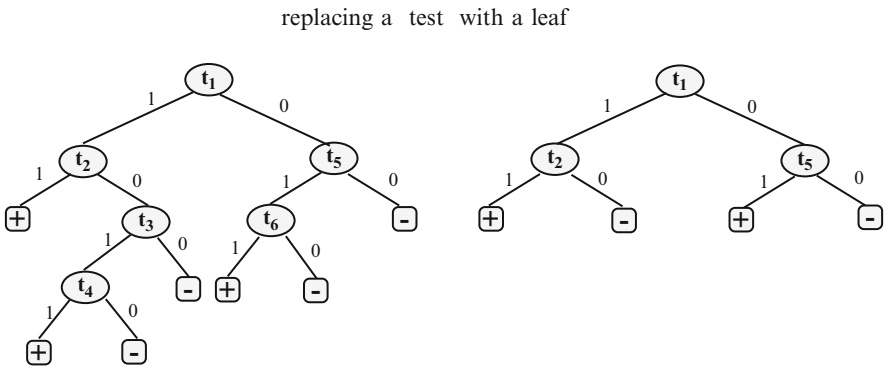 replacing a test with a leaf
t1 t1
1 0 1 0
t2 t5 t2 t5
1 0 1 0 1 0 1 0
+ t3 t6 - + - + -
1 0 1 0
t4 - + -
1 0
+ -